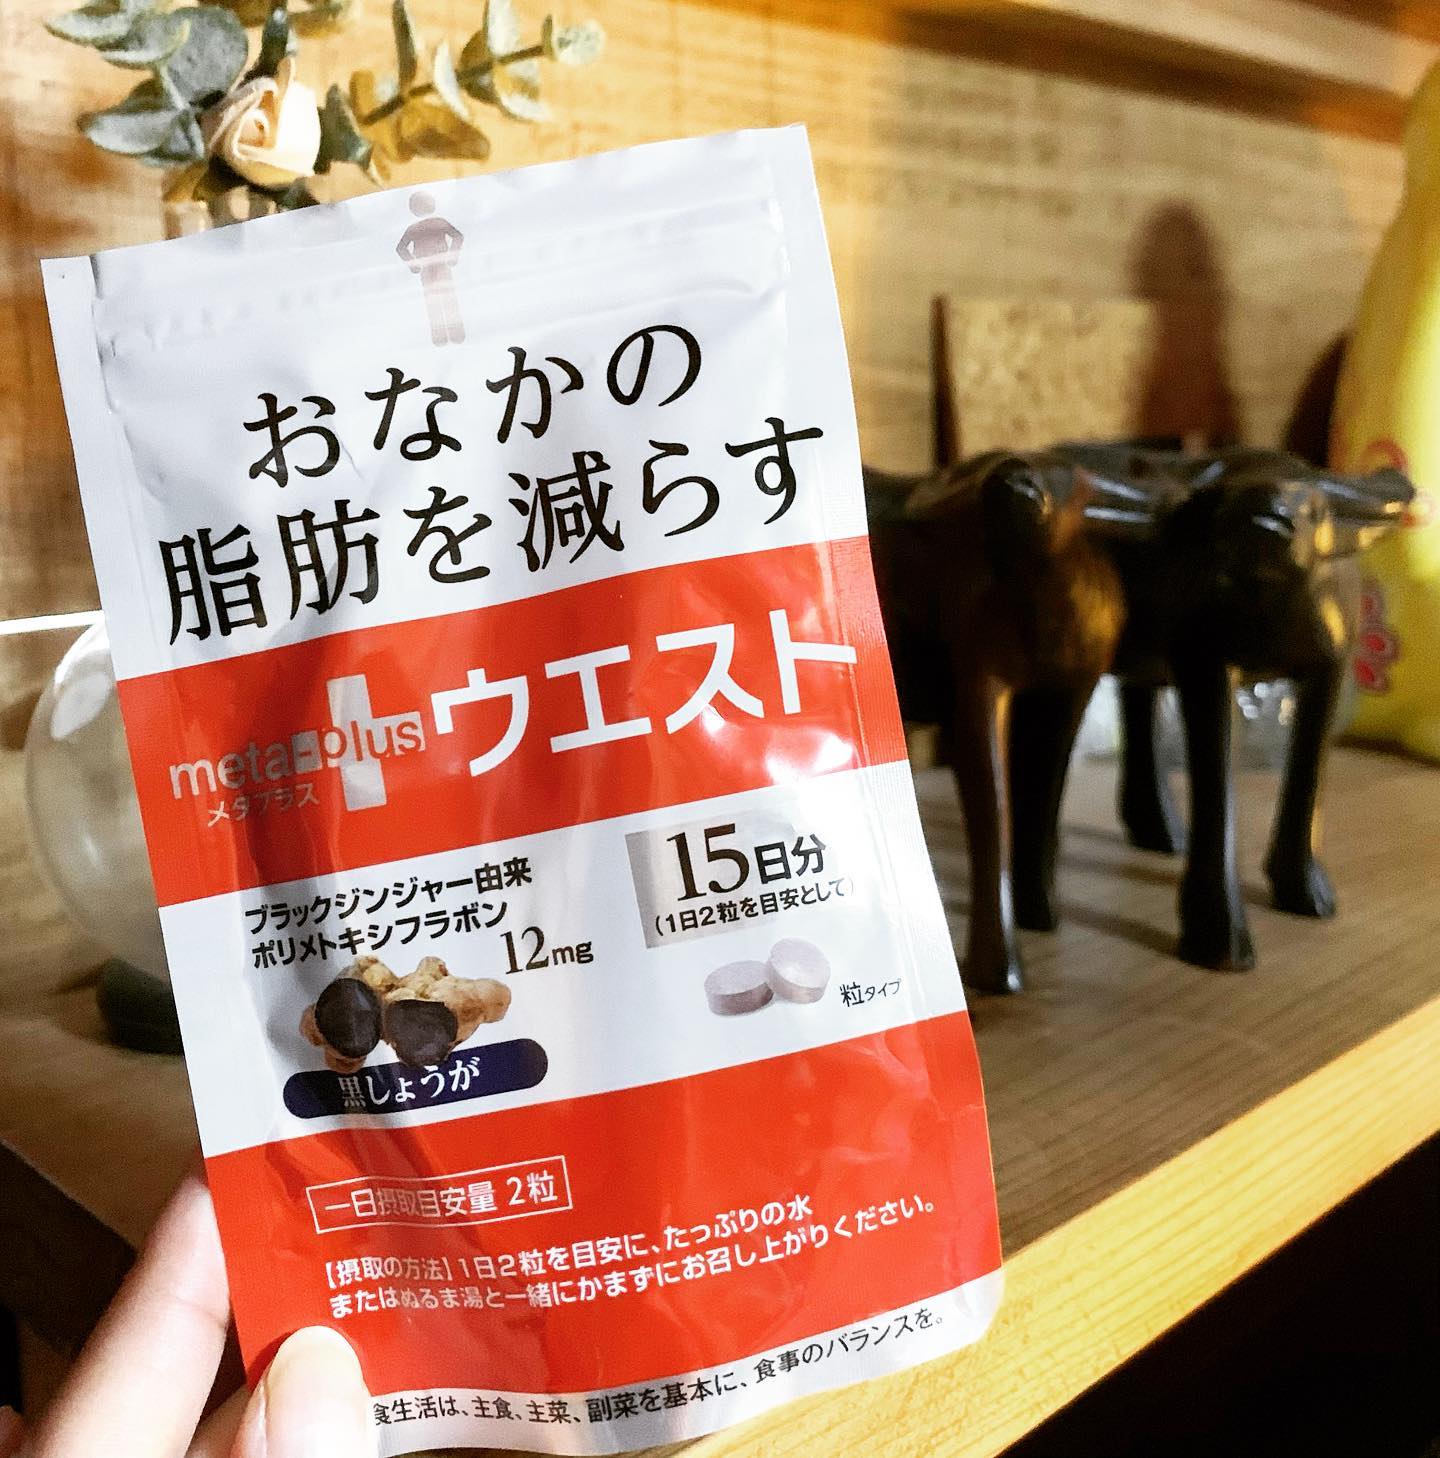 おなかの
脂肪を減らす
meta-plus
メタプラス
ウエスト
ブラックジンジャー由来
ポリメトキシフラボン
12mg
15日分
(1日2粒を目安として)
粒タイプ
黒しょうが
一日摂取目安量 2粒
【摂取の方法】1日2粒を目安に、たっぷりの水
またはぬるま湯と一緒にかまずにお召し上がりください。
食生活は、主食、主菜、副菜を基本に、食事のバランスを。